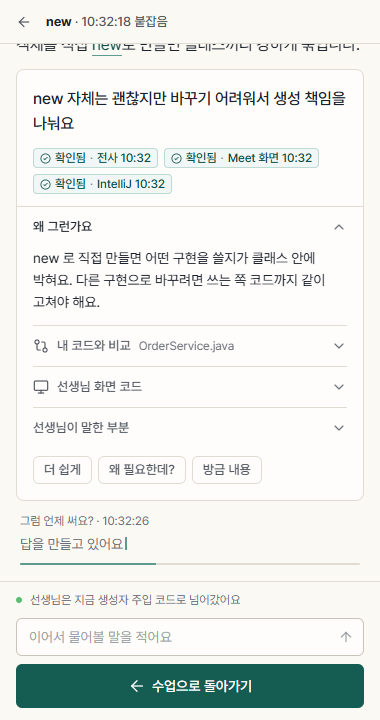 new · 10:32:18 붙잡음
객체를 직접 new로 만들면 클래스끼리 강하게 묶입니다.
new 자체는 괜찮지만 바꾸기 어려워서 생성 책임을
나눠요
확인됨 · 전사 10:32
확인됨 · Meet 화면 10:32
확인됨 · IntelliJ 10:32
왜 그런가요
new 로 직접 만들면 어떤 구현을 쓸지가 클래스 안에
박혀요. 다른 구현으로 바꾸려면 쓰는 쪽 코드까지 같이
고쳐야 해요.
내 코드와 비교 OrderService.java
선생님 화면 코드
선생님이 말한 부분
더 쉽게
왜 필요한데?
방금 내용
그럼 언제 써요? · 10:32:26
답을 만들고 있어요
선생님은 지금 생성자 주입 코드로 넘어갔어요
이어서 물어볼 말을 적어요
수업으로 돌아가기